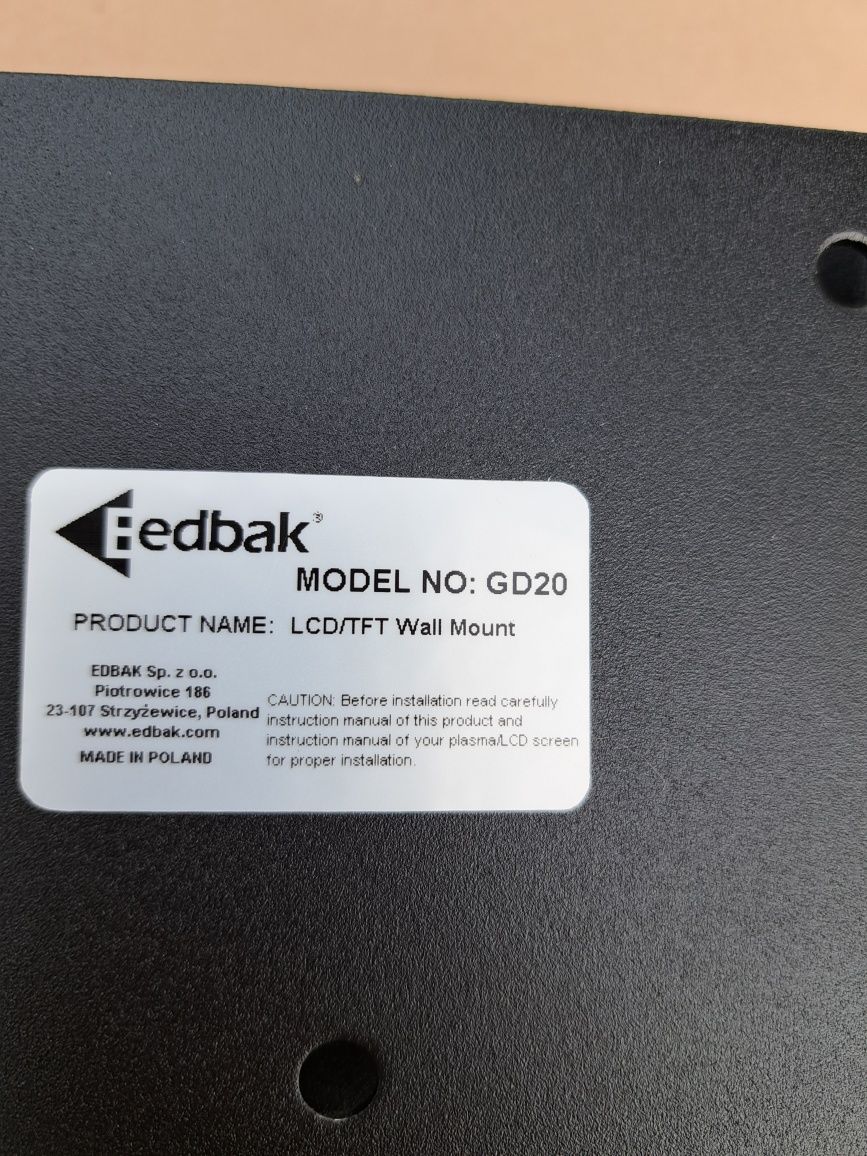 edbak®
MODEL NO: GD20
PRODUCT NAME: LCD/TFT Wall Mount
EDBAK Sp. z o.o.
Piotrowice 186
23-107 Strzyżewice, Poland
www.edbak.com
MADE IN POLAND
CAUTION: Before installation read carefully
instruction manual of this product and
instruction manual of your plasma/LCD screen
for proper installation.